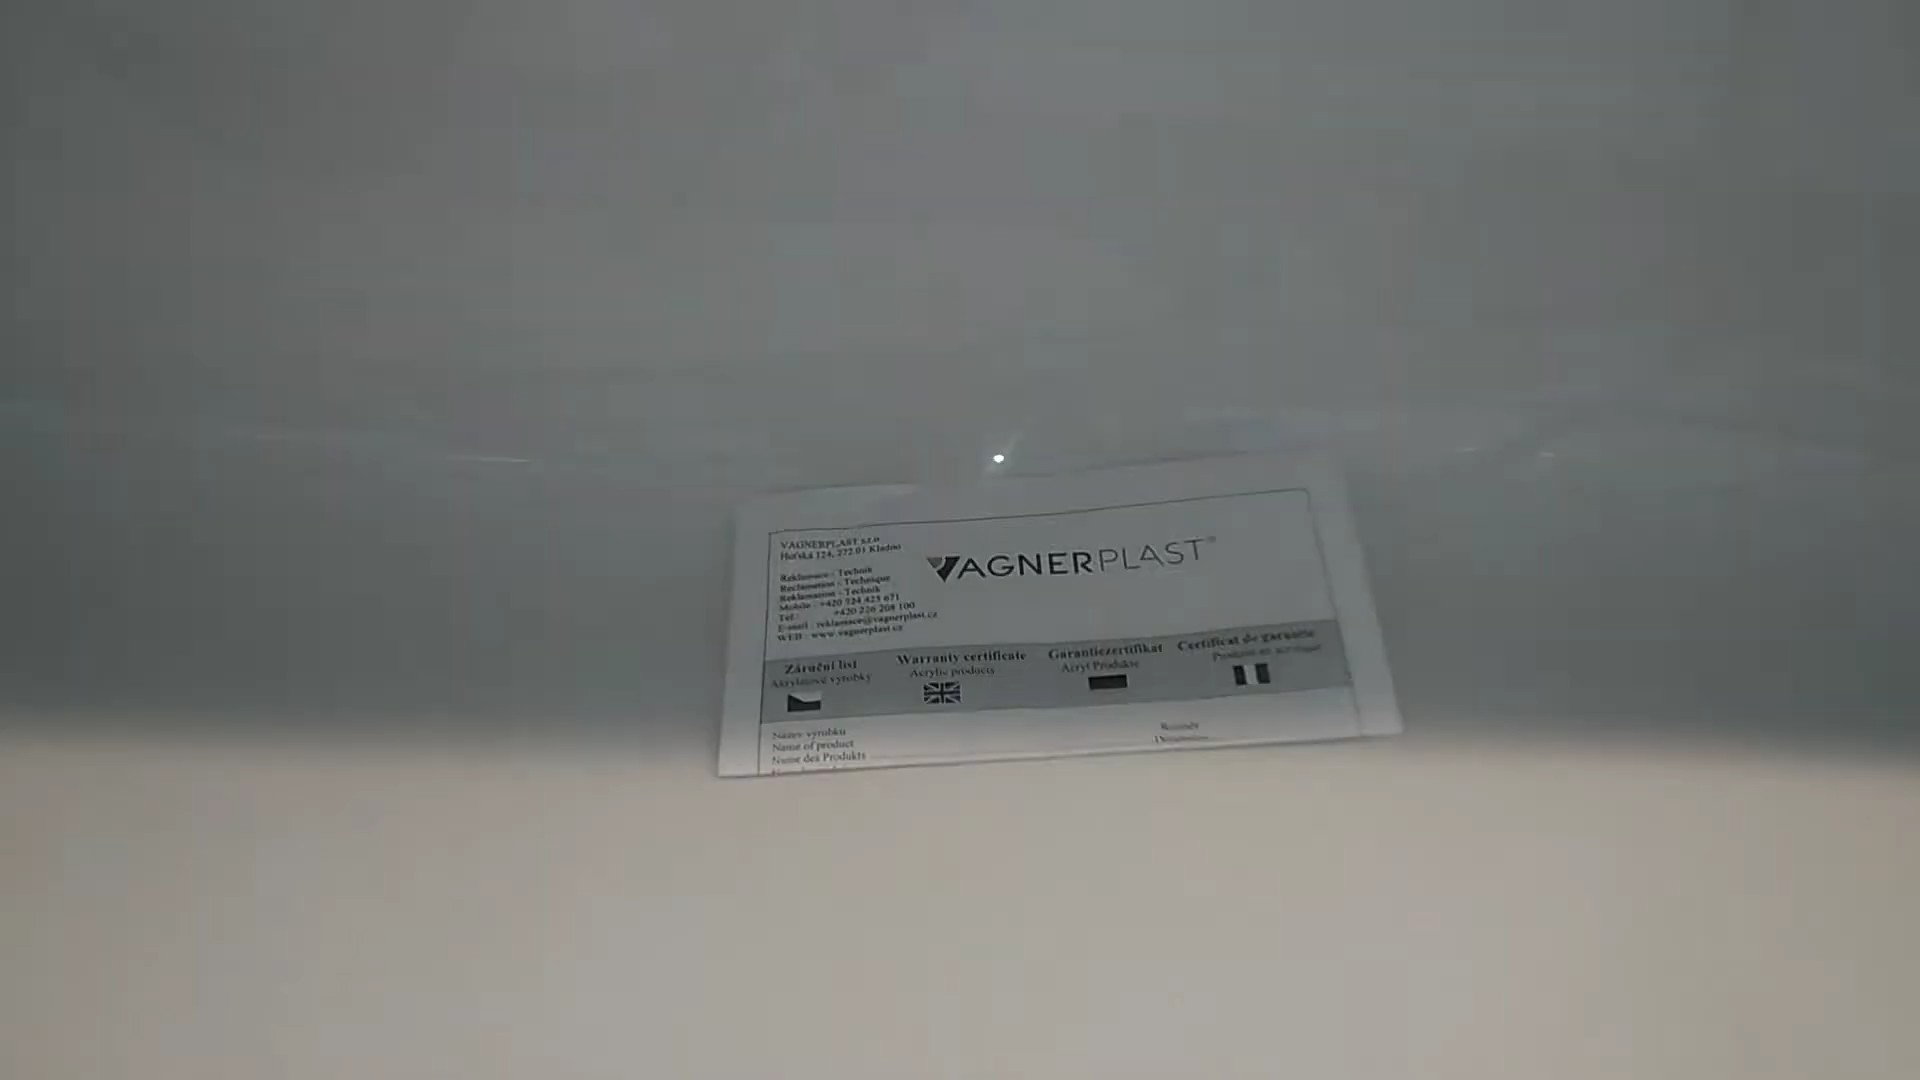 VAGNERPLAST s.r.o.
Huťská 124, 272 01 Kladno
VAGNERPLAST®
Reklamace - Technik
Reclamation - Technique
Reklamation - Technik
Mobile : +420 724 423 671
Tel : +420 226 208 100
E-mail : reklamace@vagnerplast.cz
WEB : www.vagnerplast.cz
Záruční list
Akrylátové výrobky
Warranty certificate
Acrylic products
Garantiezertifikat
Acryl Produkte
Certificat de garantie
Produits en acrylique
Název výrobku
Name of product
Name des Produkts
Rozměr